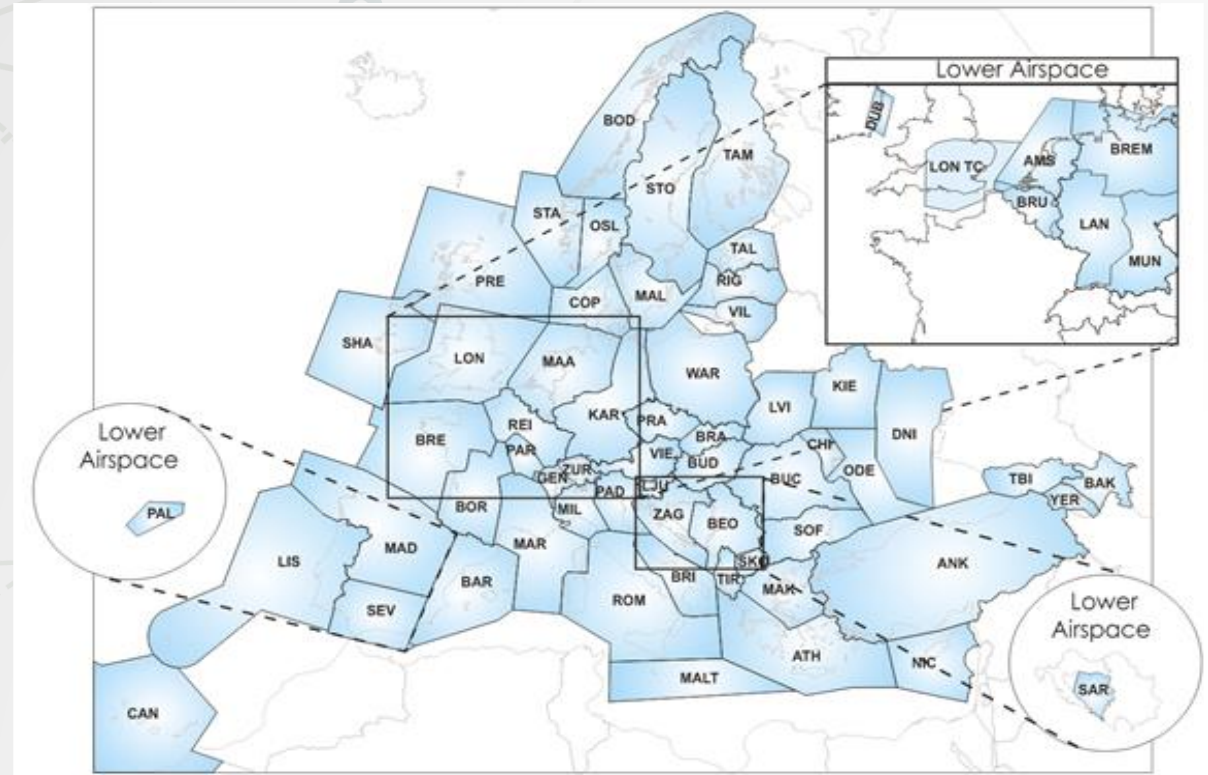 Lower Airspace
DUB
LON TC
AMS
BREM
BRU
LAN
MUN
BOD
TAM
STO
STA
OSL
TAL
PRE
RIG
COP
MAL
VIL
SHA
LON
MAA
WAR
KIE
LVI
KAR
PRA
REI
BRE
BRA
DNI
PAR
VIE
CHI
BUD
ODE
ZUR
GEN
LJU
PAD
BUC
TBI
BAK
YER
BOR
MIL
ZAG
BEO
SOF
MAR
MAD
LIS
BAR
SKO
ANK
BRI
TIR
MAK
SEV
ROM
ATH
NIC
MALT
CAN
Lower
Airspace
PAL
Lower
Airspace
SAR